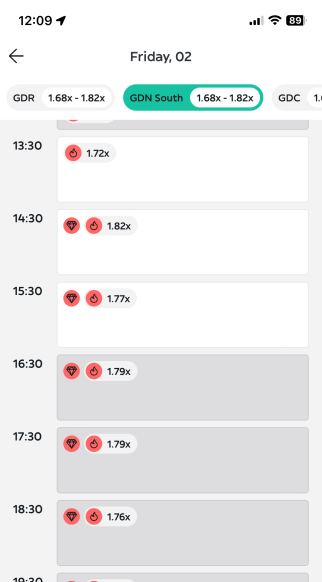 12:09
89
Friday, 02
GDR 1.68x - 1.82x GDN South 1.68x - 1.82x GDC
13:30 1.72x
14:30 1.82x
15:30 1.77x
16:30 1.79x
17:30 1.79x
18:30 1.76x
19:30